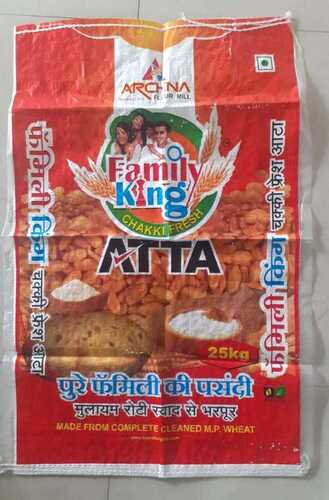 ARCHNA
FLOUR MILL
Family
King
CHAKKI FRESH
ATTA
फॅमिली किंग चक्की फ्रेश आटा
फॅमिली किंग चक्की फ्रेश आटा
25kg
पुरे फॅमिली की पसंदी
मुलायम रोटी स्वाद से भरपूर
MADE FROM COMPLETE CLEANED M.P. WHEAT